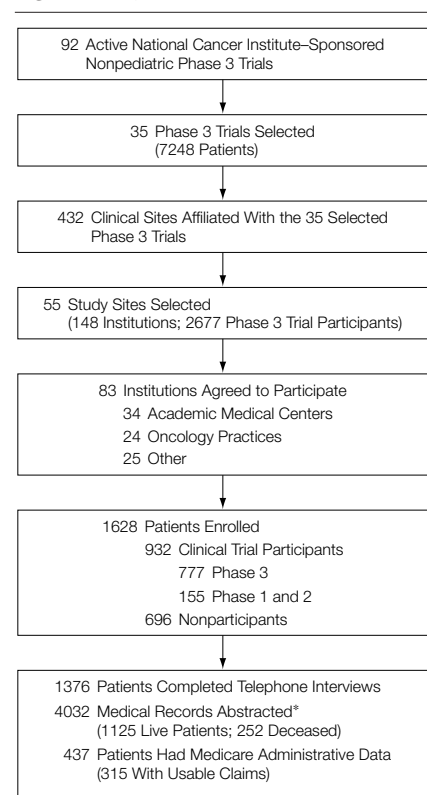 92 Active National Cancer Institute–Sponsored
Nonpediatric Phase 3 Trials
35 Phase 3 Trials Selected
(7248 Patients)
432 Clinical Sites Affiliated With the 35 Selected
Phase 3 Trials
55 Study Sites Selected
(148 Institutions; 2677 Phase 3 Trial Participants)
83 Institutions Agreed to Participate
34 Academic Medical Centers
24 Oncology Practices
25 Other
1628 Patients Enrolled
932 Clinical Trial Participants
777 Phase 3
155 Phase 1 and 2
696 Nonparticipants
1376 Patients Completed Telephone Interviews
4032 Medical Records Abstracted*
(1125 Live Patients; 252 Deceased)
437 Patients Had Medicare Administrative Data
(315 With Usable Claims)